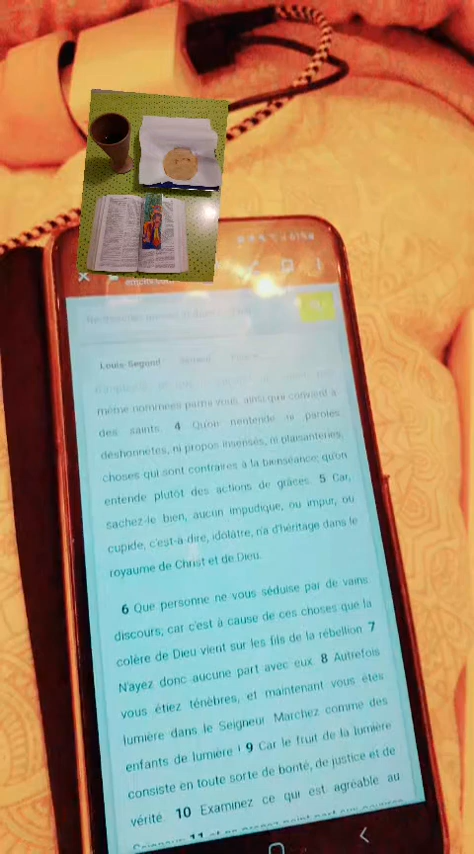 Louis-Segond
même nommées parmi vous, ainsi qu'il convient à
des saints. 4 Qu'on n'entende ni paroles
déshonnêtes, ni propos insensés, ni plaisanteries,
choses qui sont contraires à la bienséance; qu'on
entende plutôt des actions de grâces. 5 Car,
sachez-le bien, aucun impudique, ou impur, ou
cupide, c'est-à-dire, idolâtre, n'a d'héritage dans le
royaume de Christ et de Dieu.
6 Que personne ne vous séduise par de vains
discours; car c'est à cause de ces choses que la
colère de Dieu vient sur les fils de la rébellion. 7
N'ayez donc aucune part avec eux. 8 Autrefois
vous étiez ténèbres, et maintenant vous êtes
lumière dans le Seigneur. Marchez comme des
enfants de lumière ! 9 Car le fruit de la lumière
consiste en toute sorte de bonté, de justice et de
vérité. 10 Examinez ce qui est agréable au